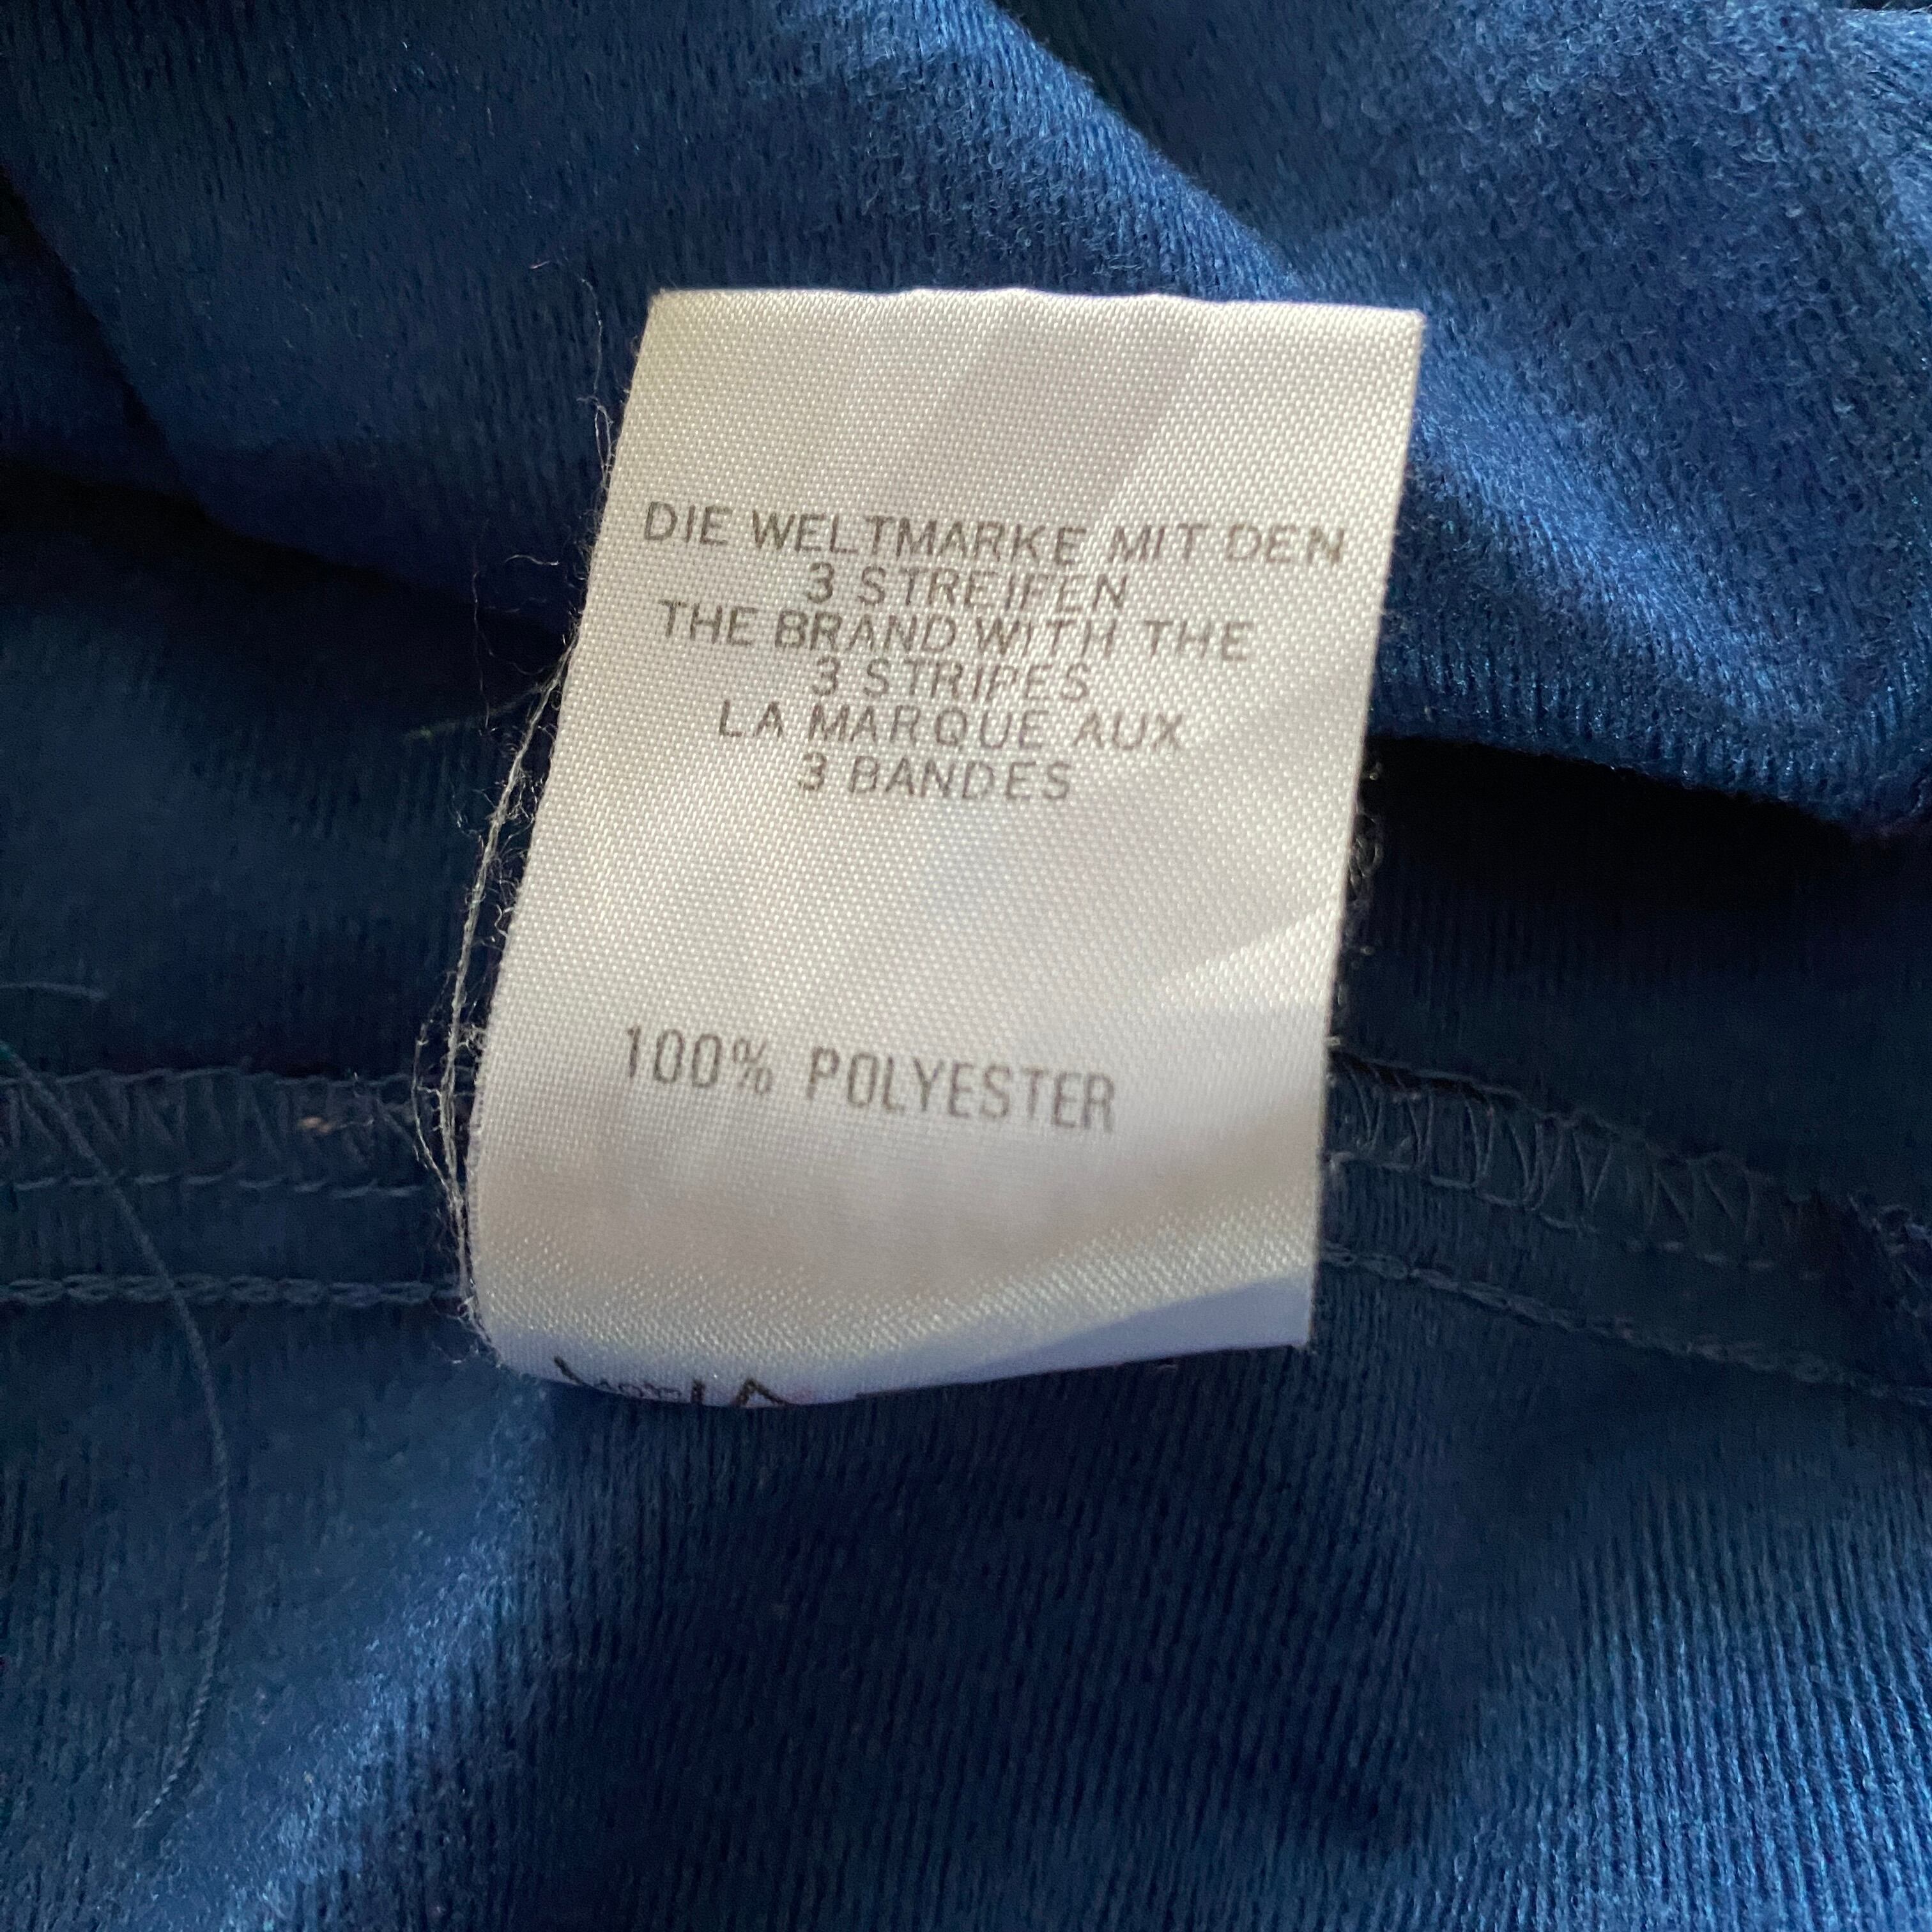 DIE WELTMARKE MIT DEN
3 STREIFEN
THE BRAND WITH THE
3 STRIPES
LA MARQUE AUX
3 BANDES
100% POLYESTER